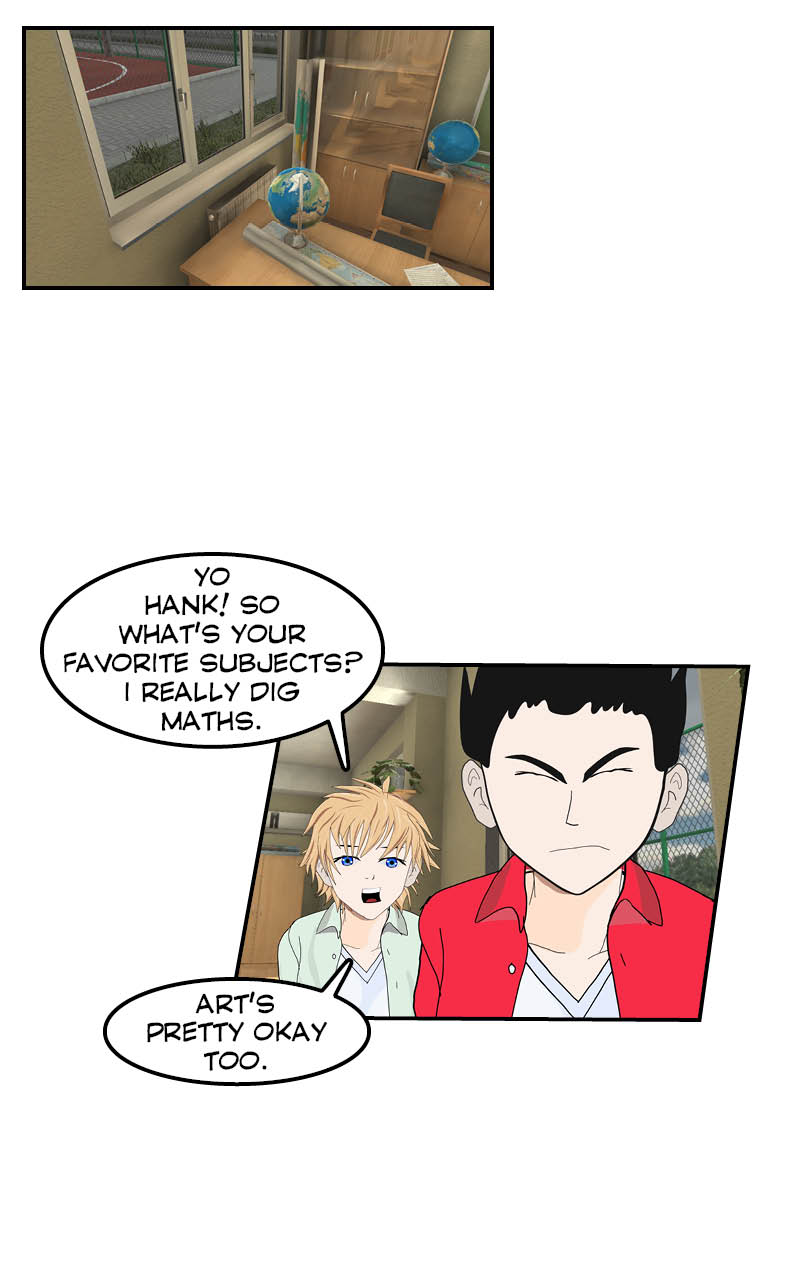 YO
HANK! SO
WHAT'S YOUR
FAVORITE SUBJECTS?
I REALLY DIG
MATHS.
ART'S
PRETTY OKAY
TOO.